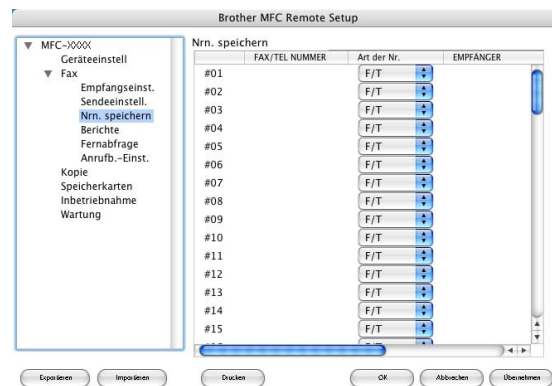 Brother MFC Remote Setup
MFC-XXXX
Geräteeinstell
Fax
Empfangseinst.
Sendeeinstell.
Nrn. speichern
Berichte
Fernabfrage
Anrufb.-Einst.
Kopie
Speicherkarten
Inbetriebnahme
Wartung
Nrn. speichern
FAX/TEL NUMMER Art der Nr. EMPFÄNGER
#01 F/T
#02 F/T
#03 F/T
#04 F/T
#05 F/T
#06 F/T
#07 F/T
#08 F/T
#09 F/T
#10 F/T
#11 F/T
#12 F/T
#13 F/T
#14 F/T
#15 F/T
Exportieren Importieren Drucken OK Abbrechen Übernehmen